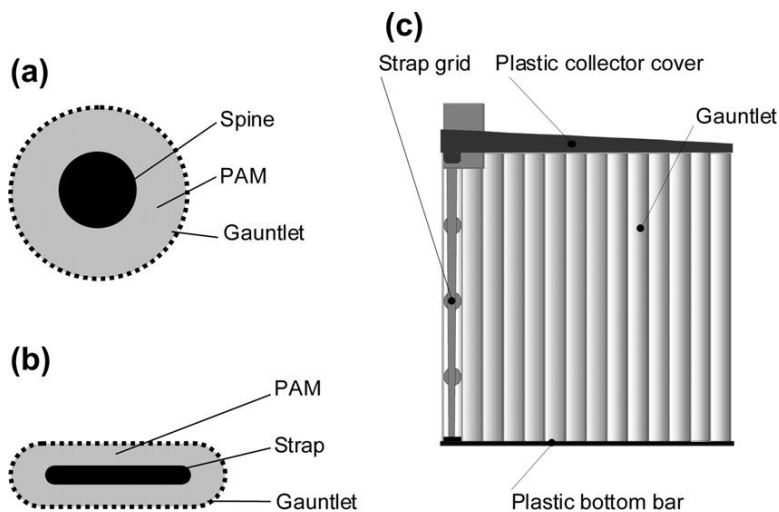 (a)
Spine
PAM
Gauntlet
(b)
PAM
Strap
Gauntlet
(c)
Strap grid
Plastic collector cover
Gauntlet
Plastic bottom bar